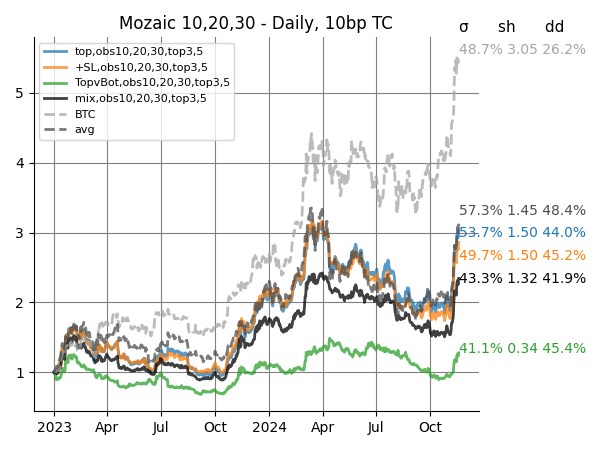 Mozaic 10,20,30 - Daily, 10bp TC
σ sh dd
top,obs10,20,30,top3,5
+SL,obs10,20,30,top3,5
TopvBot,obs10,20,30,top3,5
mix,obs10,20,30,top3,5
BTC
avg
48.7% 3.05 26.2%
57.3% 1.45 48.4%
53.7% 1.50 44.0%
49.7% 1.50 45.2%
43.3% 1.32 41.9%
41.1% 0.34 45.4%
5
4
3
2
1
2023 Apr Jul Oct 2024 Apr Jul Oct